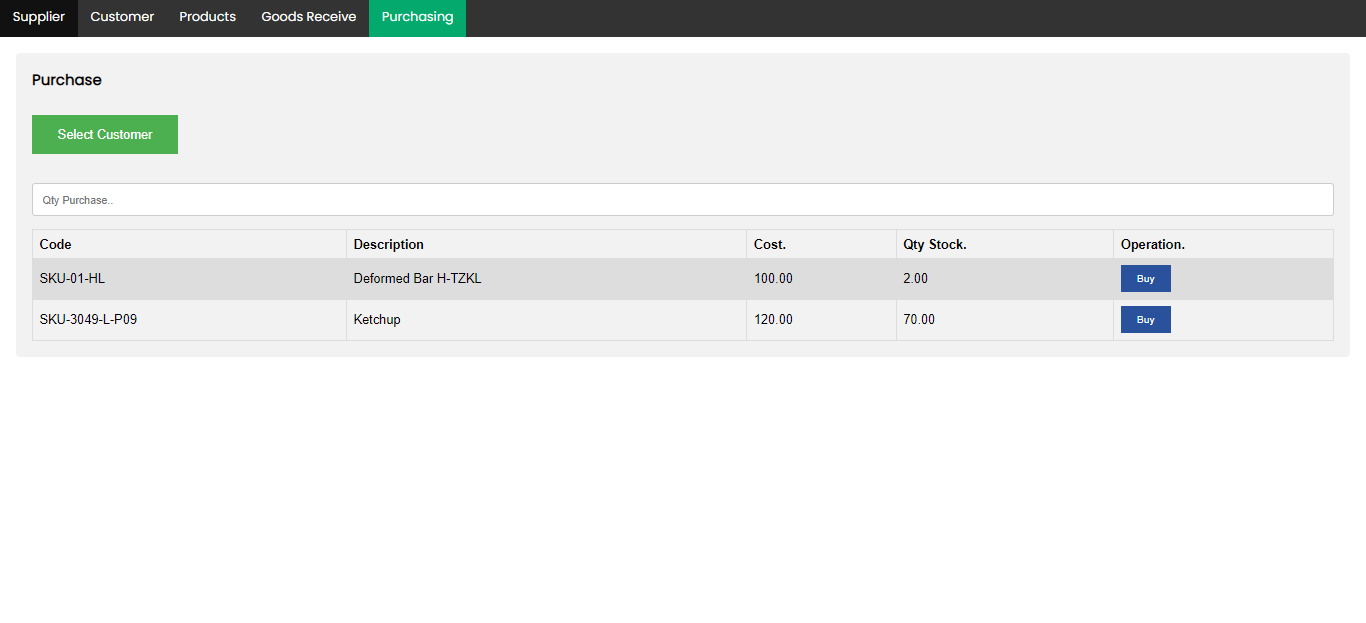 Supplier Customer Products Goods Receive Purchasing
Purchase
Select Customer
Qty Purchase..
Code Description Cost. Qty Stock. Operation.
SKU-01-HL Deformed Bar H-TZKL 100.00 2.00 Buy
SKU-3049-L-P09 Ketchup 120.00 70.00 Buy